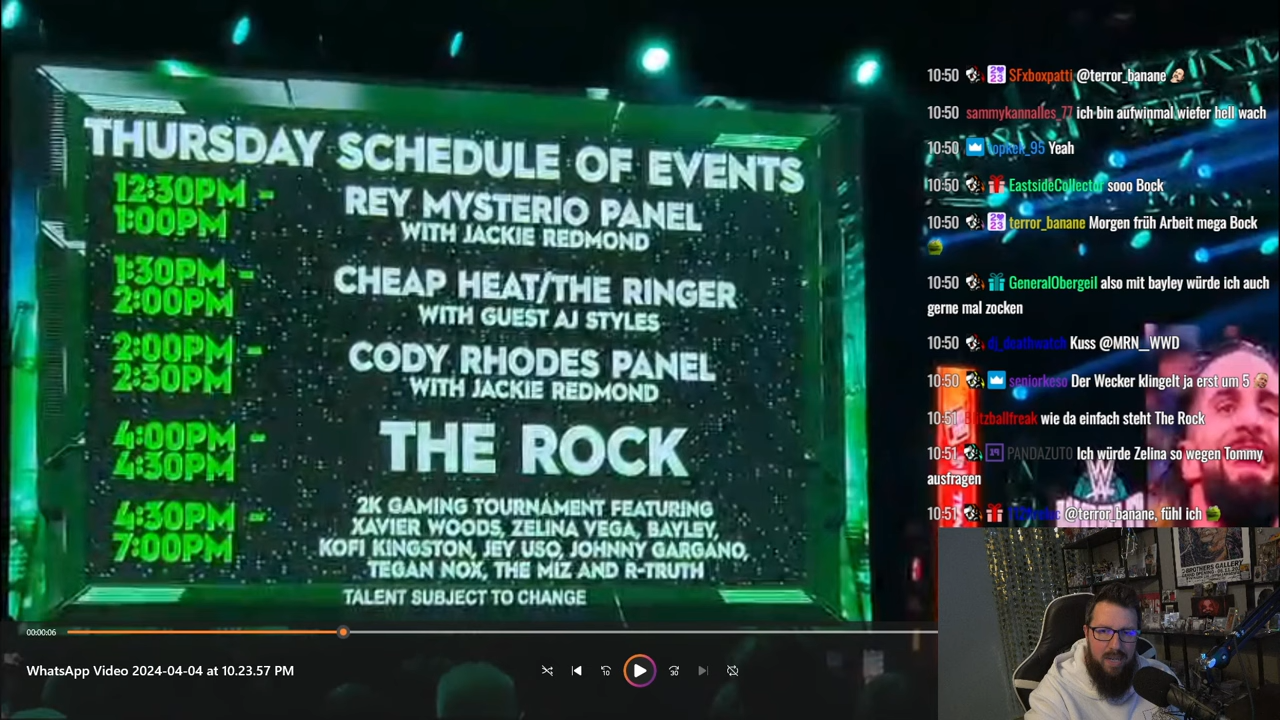 THURSDAY SCHEDULE OF EVENTS
12:30PM - 1:00PM
REY MYSTERIO PANEL
WITH JACKIE REDMOND
1:30PM - 2:00PM
CHEAP HEAT/THE RINGER
WITH GUEST AJ STYLES
2:00PM - 2:30PM
CODY RHODES PANEL
WITH JACKIE REDMOND
4:00PM - 4:30PM
THE ROCK
4:30PM - 7:00PM
2K GAMING TOURNAMENT FEATURING
XAVIER WOODS, ZELINA VEGA, BAYLEY,
KOFI KINGSTON, JEY USO, JOHNNY GARGANO,
TEGAN NOX, THE MIZ AND R-TRUTH
TALENT SUBJECT TO CHANGE
00:00:06
WhatsApp Video 2024-04-04 at 10.23.57 PM
10
30
10:50 SFxboxpatti @terror_banane
10:50 sammykannalles_77 ich bin aufwinmal wiefer hell wach
10:50 Yeah
10:50 EastsideCollector sooo Bock
10:50 terror_banane Morgen früh Arbeit mega Bock
10:50 GeneralObergeil also mit bayley würde ich auch
gerne mal zocken
10:50 dj_deathwatch Kuss @MRN_WWD
10:50 seniorkeso Der Wecker klingelt ja erst um 5
10:51 wie da einfach steht The Rock
10:51 PANDAZUTO Ich würde Zelina so wegen Tommy
ausfragen
10:51 @terror_banane, fühl ich